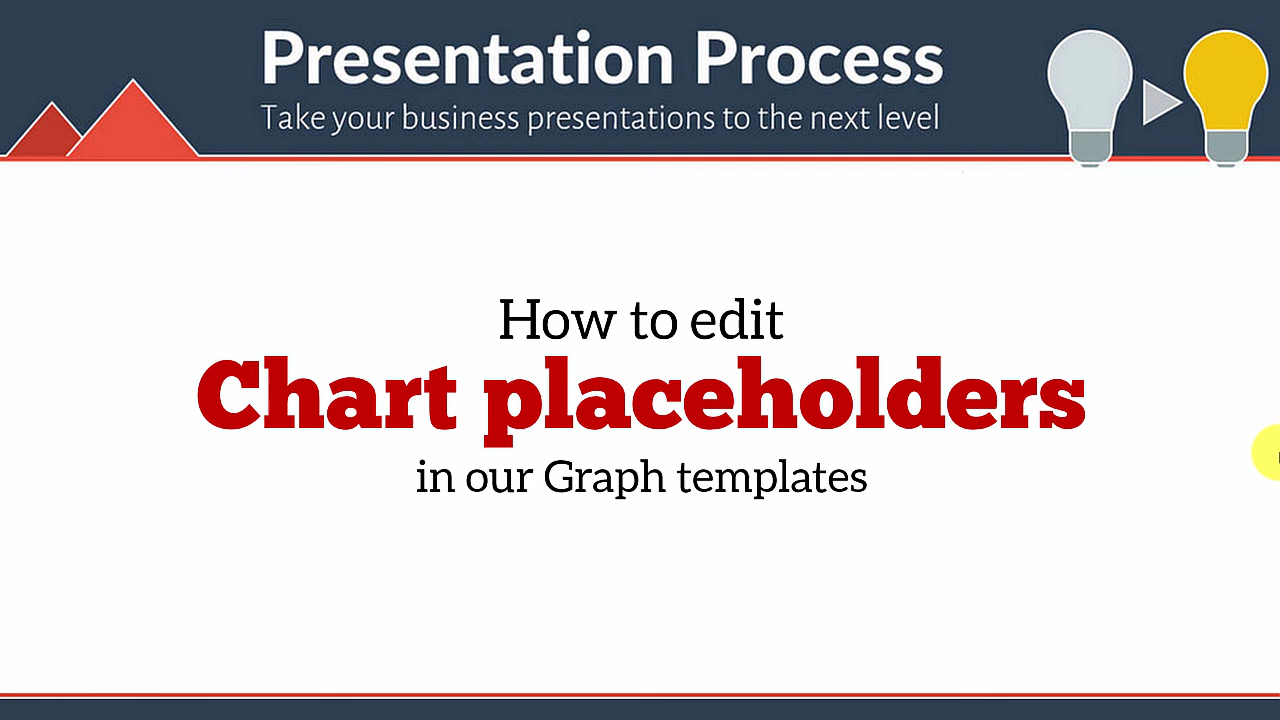 Presentation Process
Take your business presentations to the next level
How to edit
Chart placeholders
in our Graph templates